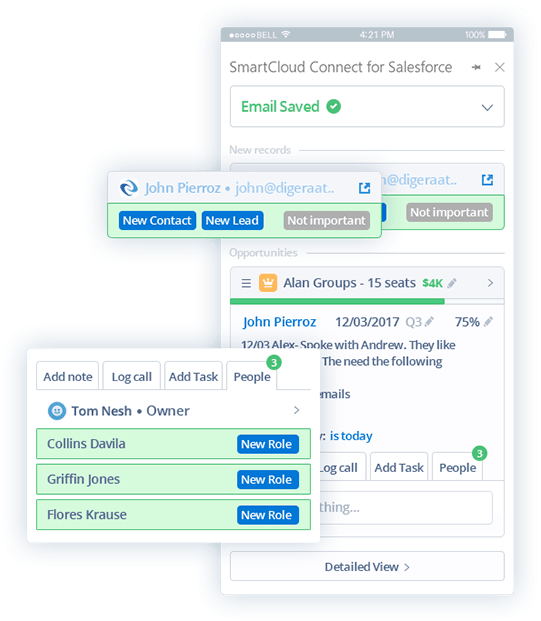 BELL 4:21 PM 100%
SmartCloud Connect for Salesforce
Email Saved
New records
John Pierroz • john@digeraat..
n@digeraat..
New Contact New Lead Not important
Not important
Opportunities
Alan Groups - 15 seats $4K
John Pierroz 12/03/2017 Q3 75%
12/03 Alex- Spoke with Andrew. They like
The need the following
emails
y: is today
Log call Add Task People 3
thing...
Detailed View
Add note Log call Add Task People 3
Tom Nesh • Owner
Collins Davila New Role
Griffin Jones New Role
Flores Krause New Role